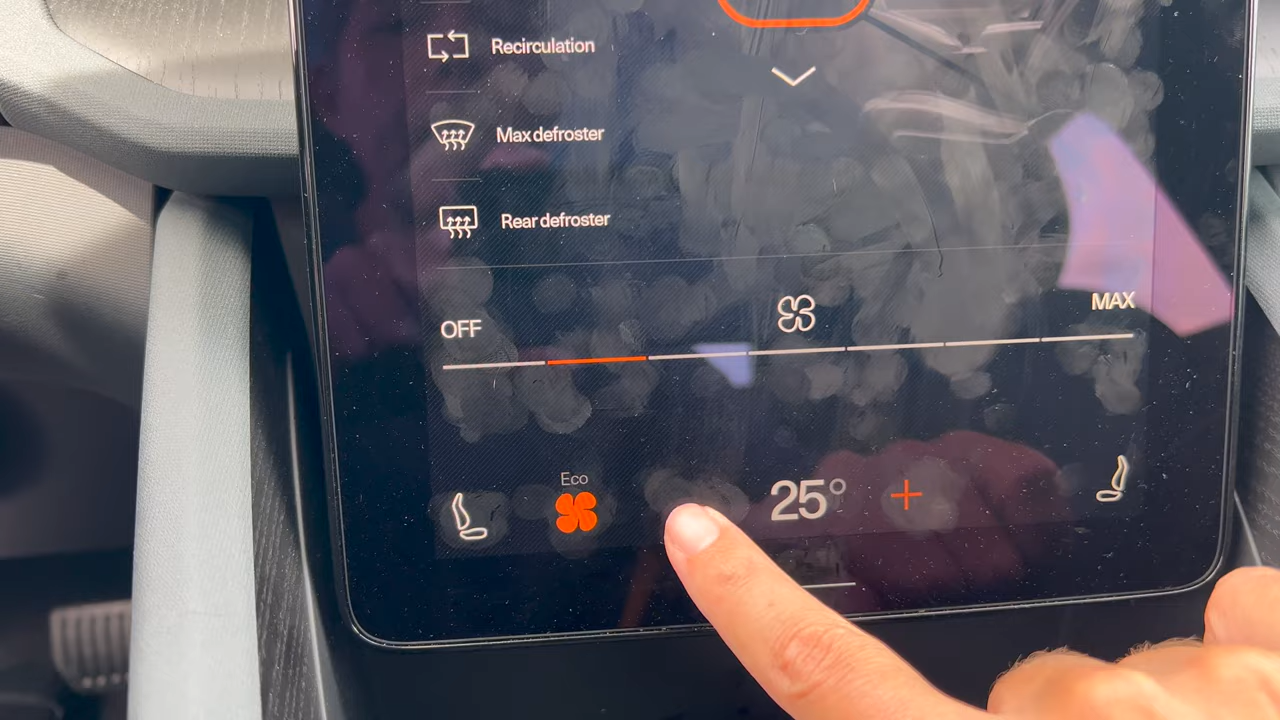 Recirculation
Max defroster
Rear defroster
OFF
MAX
Eco
25°
+